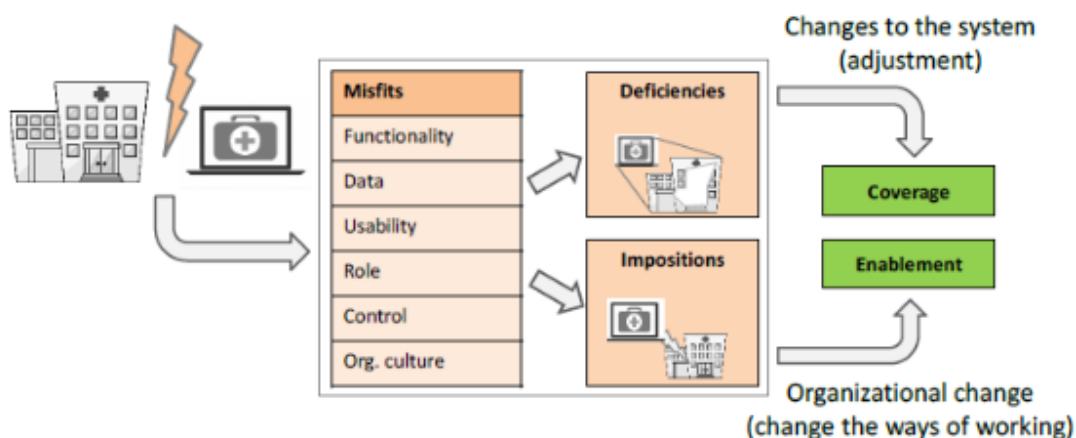 Changes to the system
(adjustment)
Misfits
Functionality
Data
Usability
Role
Control
Org. culture
Deficiencies
Impositions
Coverage
Enablement
Organizational change
(change the ways of working)